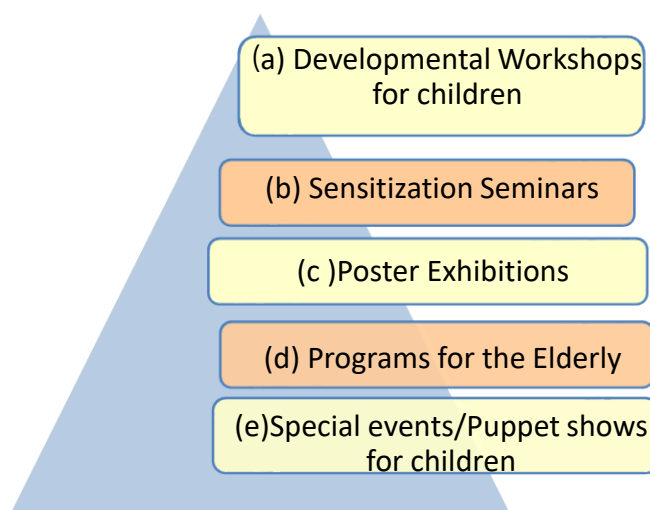 (a) Developmental Workshops
for children
(b) Sensitization Seminars
(c )Poster Exhibitions
(d) Programs for the Elderly
(e)Special events/Puppet shows
for children